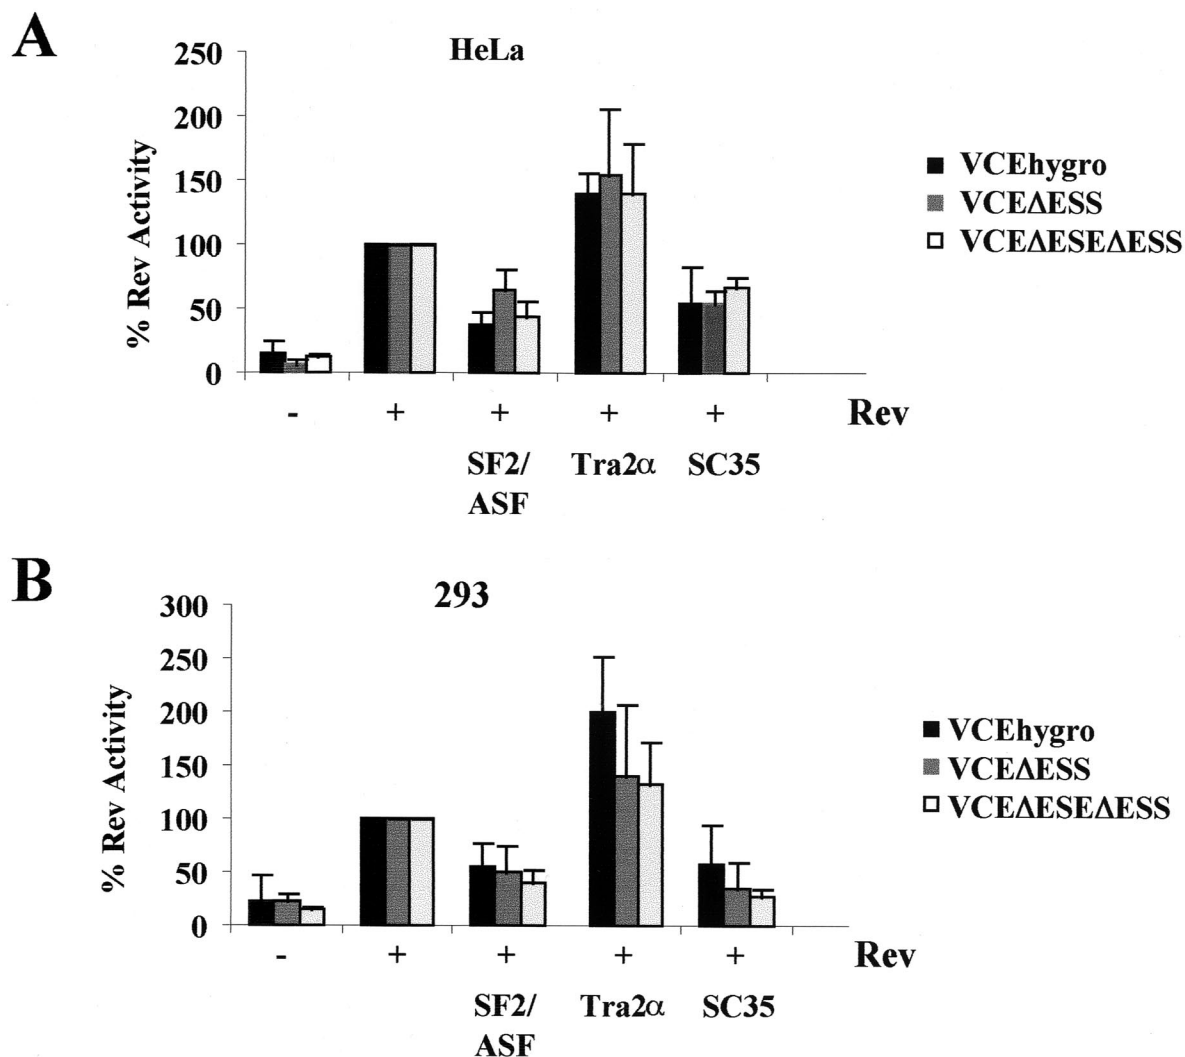 A
HeLa
% Rev Activity
250
200
150
100
50
0
- + + + + Rev
SF2/ Tra2α SC35
ASF
VCEhygro
VCEΔESS
VCEΔESEΔESS
B
293
% Rev Activity
300
250
200
150
100
50
0
- + + + + Rev
SF2/ Tra2α SC35
ASF
VCEhygro
VCEΔESS
VCEΔESEΔESS